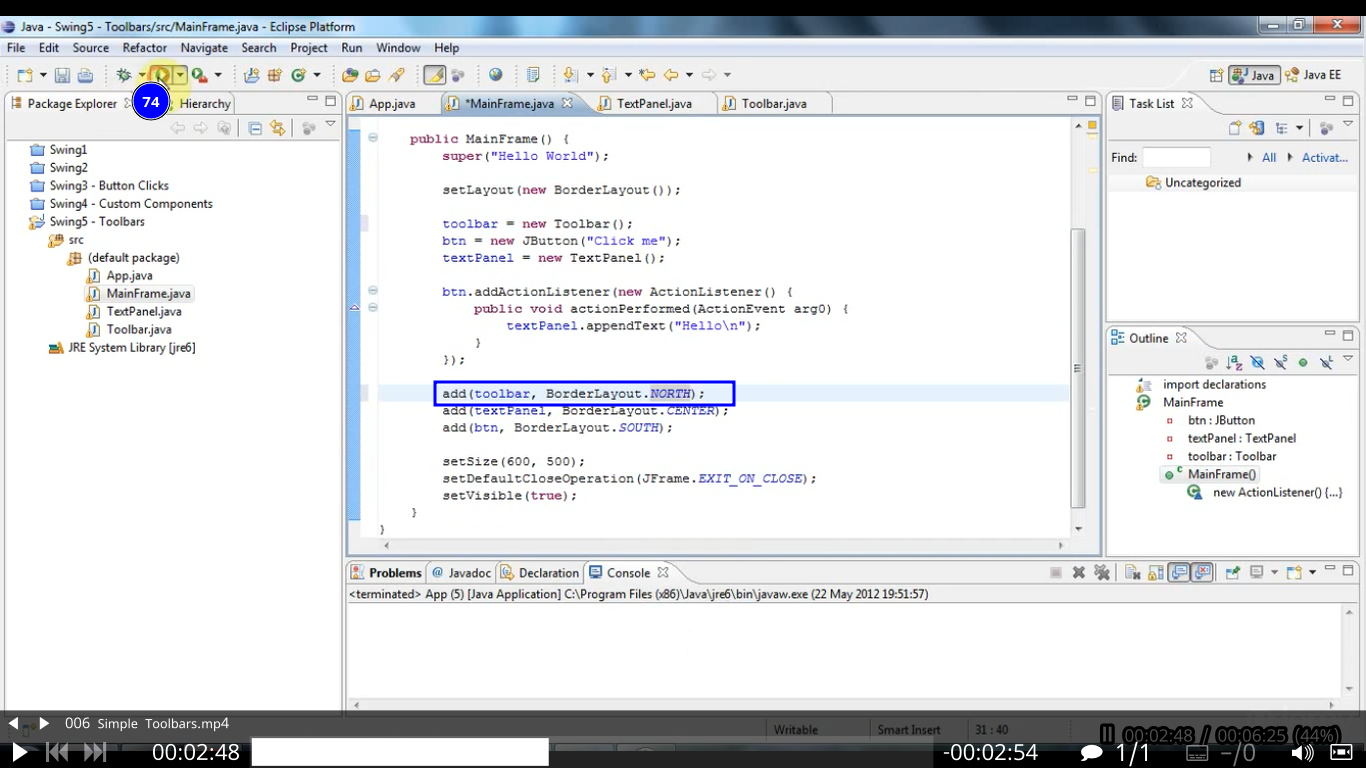 Java - Swing5 - Toolbars/src/MainFrame.java - Eclipse Platform
File Edit Source Refactor Navigate Search Project Run Window Help
Java Java EE
74
Package Explorer Hierarchy
App.java *MainFrame.java TextPanel.java Toolbar.java
Task List
Find: All Activat...
Uncategorized
Swing1
Swing2
Swing3 - Button Clicks
Swing4 - Custom Components
Swing5 - Toolbars
src
(default package)
App.java
MainFrame.java
TextPanel.java
Toolbar.java
JRE System Library [jre6]
public MainFrame() {
super("Hello World");
setLayout(new BorderLayout());
toolbar = new Toolbar();
btn = new JButton("Click me");
textPanel = new TextPanel();
btn.addActionListener(new ActionListener() {
public void actionPerformed(ActionEvent arg0) {
textPanel.appendText("Hello\n");
}
});
add(toolbar, BorderLayout.NORTH);
add(textPanel, BorderLayout.CENTER);
add(btn, BorderLayout.SOUTH);
setSize(600, 500);
setDefaultCloseOperation(JFrame.EXIT_ON_CLOSE);
setVisible(true);
}
}
Outline
import declarations
MainFrame
btn : JButton
textPanel : TextPanel
toolbar : Toolbar
MainFrame()
new ActionListener() {...}
Problems @ Javadoc Declaration Console
<terminated> App (5) [Java Application] C:\Program Files (x86)\Java\jre6\bin\javaw.exe (22 May 2012 19:51:57)
006 Simple Toolbars.mp4
Writable Smart Insert 31 : 40
00:02:48 / 00:06:25 (44%)
00:02:48 -00:02:54 1/1 -/0